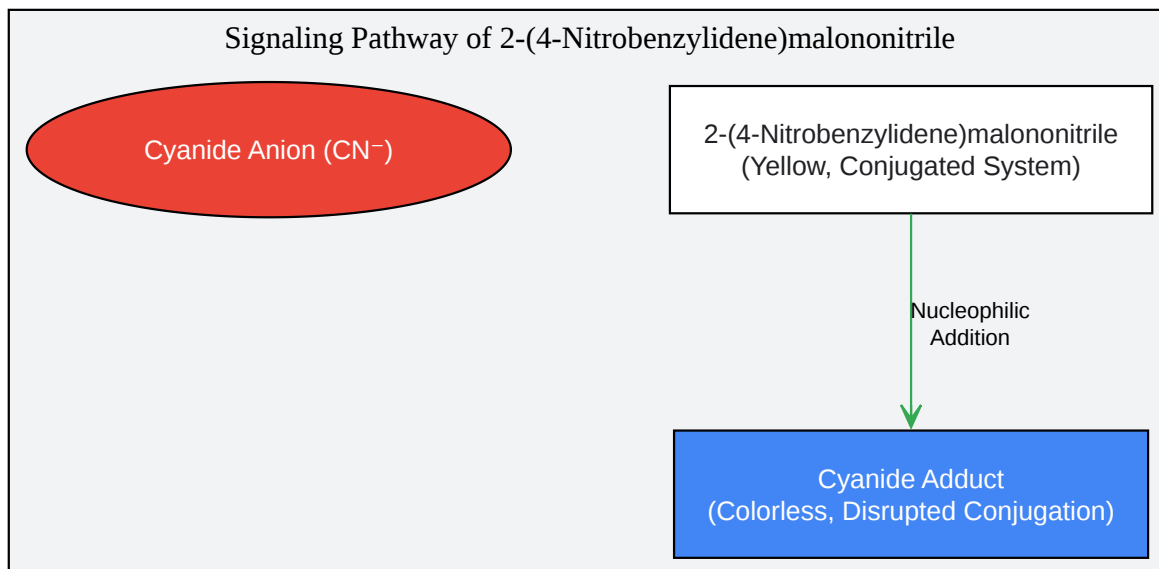 Signaling Pathway of 2-(4-Nitrobenzylidene)malononitrile
Cyanide Anion (CN⁻)
2-(4-Nitrobenzylidene)malononitrile
(Yellow, Conjugated System)
Nucleophilic
Addition
Cyanide Adduct
(Colorless, Disrupted Conjugation)